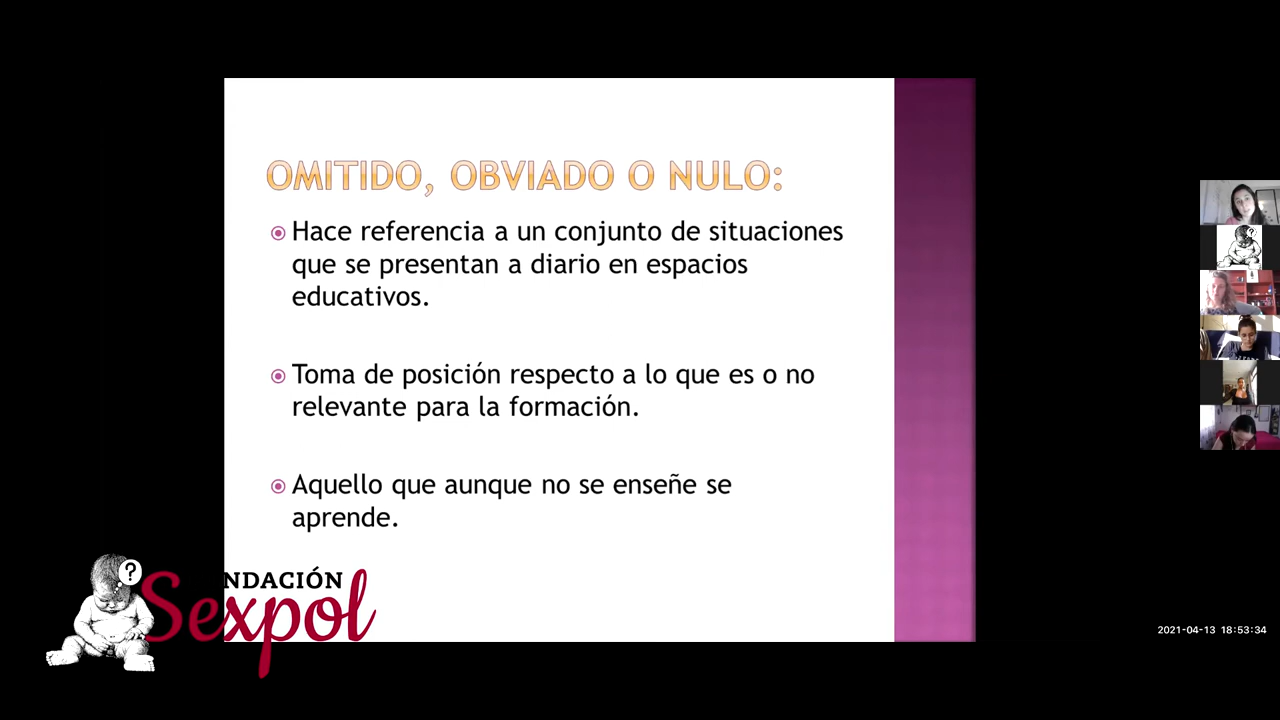 OMITIDO, OBVIADO O NULO:
Hace referencia a un conjunto de situaciones
que se presentan a diario en espacios
educativos.
Toma de posición respecto a lo que es o no
relevante para la formación.
Aquello que aunque no se enseñe se
aprende.
?
NDACIÓN
Sexpol
2021-04-13 18:53:34